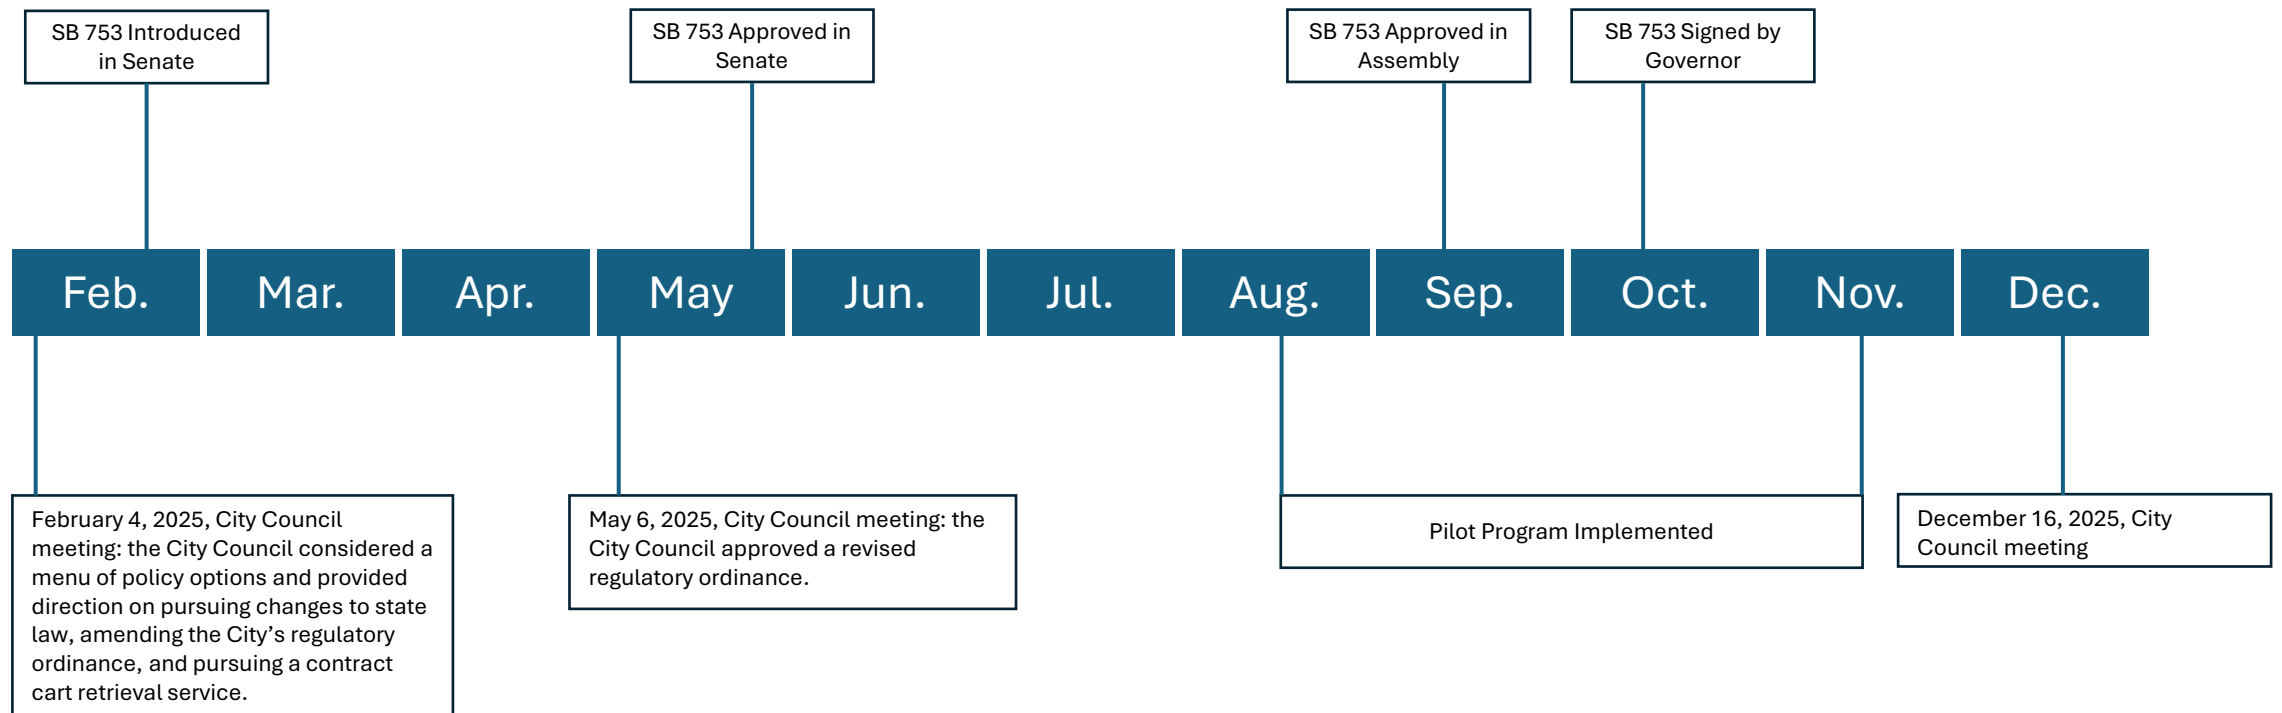 SB 753 Introduced
in Senate
SB 753 Approved in
Senate
SB 753 Approved in
Assembly
SB 753 Signed by
Governor
Feb.
Mar.
Apr.
May
Jun.
Jul.
Aug.
Sep.
Oct.
Nov.
Dec.
February 4, 2025, City Council
meeting: the City Council considered a
menu of policy options and provided
direction on pursuing changes to state
law, amending the City’s regulatory
ordinance, and pursuing a contract
cart retrieval service.
May 6, 2025, City Council meeting: the
City Council approved a revised
regulatory ordinance.
Pilot Program Implemented
December 16, 2025, City
Council meeting